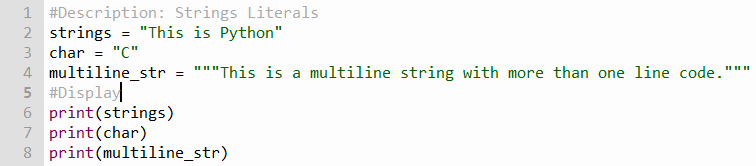 1 #Description: Strings Literals
2 strings = "This is Python"
3 char = "C"
4 multiline_str = """This is a multiline string with more than one line code."""
5 #Display
6 print(strings)
7 print(char)
8 print(multiline_str)